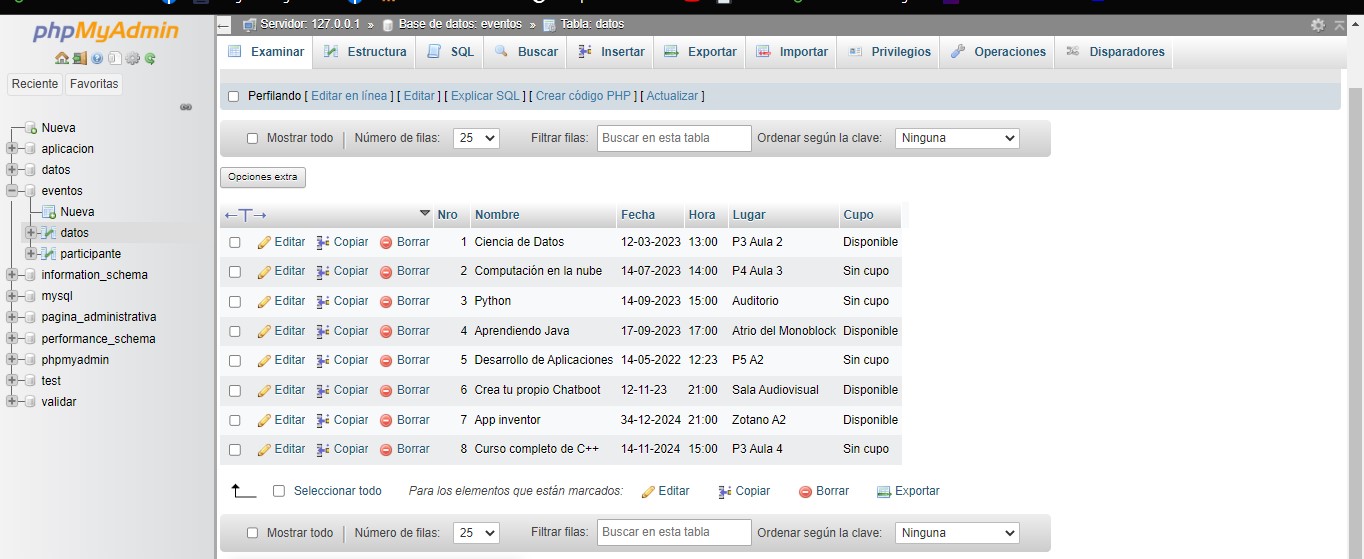 phpMyAdmin
Reciente Favoritas
Nueva
aplicacion
datos
eventos
Nueva
datos
participante
information_schema
mysql
pagina_administrativa
performance_schema
phpmyadmin
test
validar
Servidor: 127.0.0.1 » Base de datos: eventos » Tabla: datos
Examinar Estructura SQL Buscar Insertar Exportar Importar Privilegios Operaciones Disparadores
Perfilando [ Editar en línea ] [ Editar ] [ Explicar SQL ] [ Crear código PHP ] [ Actualizar ]
Mostrar todo Número de filas: 25 Filtrar filas: Buscar en esta tabla Ordenar según la clave: Ninguna
Opciones extra
←T→ Nro Nombre Fecha Hora Lugar Cupo
Editar Copiar Borrar 1 Ciencia de Datos 12-03-2023 13:00 P3 Aula 2 Disponible
Editar Copiar Borrar 2 Computación en la nube 14-07-2023 14:00 P4 Aula 3 Sin cupo
Editar Copiar Borrar 3 Python 14-09-2023 15:00 Auditorio Sin cupo
Editar Copiar Borrar 4 Aprendiendo Java 17-09-2023 17:00 Atrio del Monoblock Disponible
Editar Copiar Borrar 5 Desarrollo de Aplicaciones 14-05-2022 12:23 P5 A2 Sin cupo
Editar Copiar Borrar 6 Crea tu propio Chatboot 12-11-23 21:00 Sala Audiovisual Disponible
Editar Copiar Borrar 7 App inventor 34-12-2024 21:00 Zotano A2 Disponible
Editar Copiar Borrar 8 Curso completo de C++ 14-11-2024 15:00 P3 Aula 4 Sin cupo
Seleccionar todo Para los elementos que están marcados: Editar Copiar Borrar Exportar
Mostrar todo Número de filas: 25 Filtrar filas: Buscar en esta tabla Ordenar según la clave: Ninguna